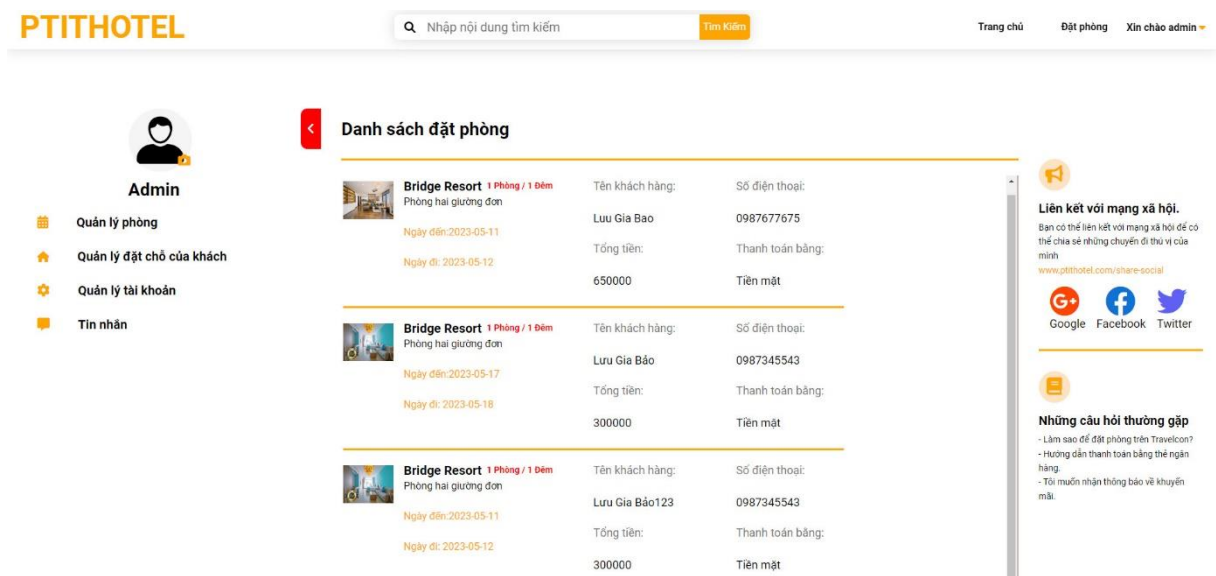 PTITHOTEL
Nhập nội dung tìm kiếm
Tìm Kiếm
Trang chủ
Đặt phòng
Xin chào admin
Admin
Quản lý phòng
Quản lý đặt chỗ của khách
Quản lý tài khoản
Tin nhắn
Danh sách đặt phòng
Bridge Resort 1 Phòng / 1 Đêm
Phòng hai giường đơn
Ngày đến:2023-05-11
Ngày đi: 2023-05-12
Tên khách hàng:
Luu Gia Bao
Tổng tiền:
650000
Số điện thoại:
0987677675
Thanh toán bằng:
Tiền mặt
Bridge Resort 1 Phòng / 1 Đêm
Phòng hai giường đơn
Ngày đến:2023-05-17
Ngày đi: 2023-05-18
Tên khách hàng:
Lưu Gia Bảo
Tổng tiền:
300000
Số điện thoại:
0987345543
Thanh toán bằng:
Tiền mặt
Bridge Resort 1 Phòng / 1 Đêm
Phòng hai giường đơn
Ngày đến:2023-05-11
Ngày đi: 2023-05-12
Tên khách hàng:
Lưu Gia Bảo123
Tổng tiền:
300000
Số điện thoại:
0987345543
Thanh toán bằng:
Tiền mặt
Liên kết với mạng xã hội.
Bạn có thể liên kết với mạng xã hội để có
thể chia sẻ những chuyến đi thú vị của
mình
www.ptithotel.com/share-social
G+
Google
Facebook
Twitter
Những câu hỏi thường gặp
- Làm sao để đặt phòng trên Travelcon?
- Hướng dẫn thanh toán bằng thẻ ngân
hàng.
- Tôi muốn nhận thông báo về khuyến
mãi.